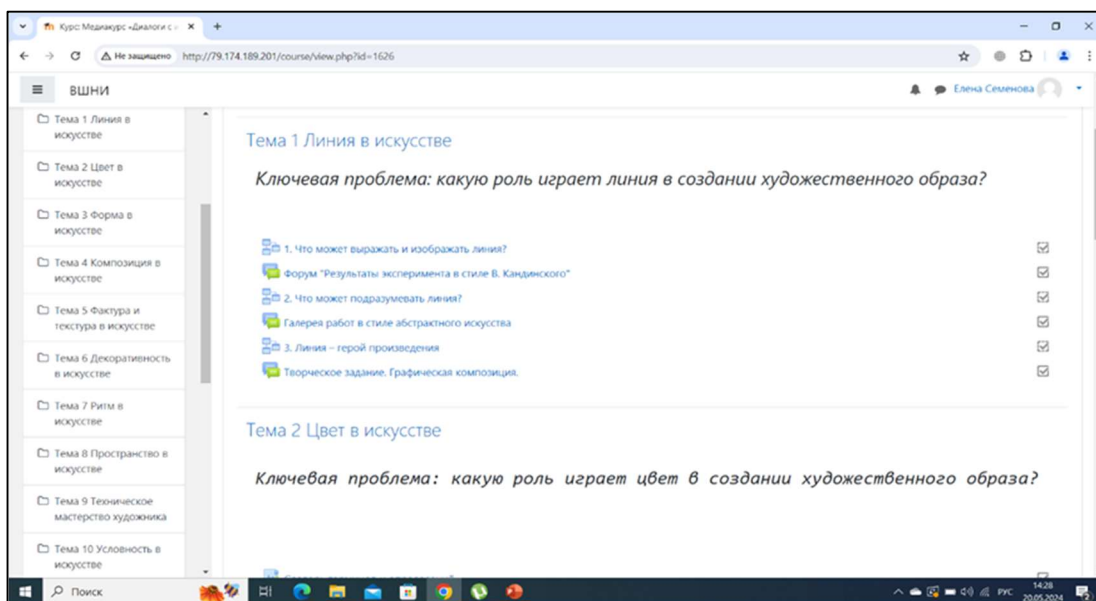 Курс: Медиакурс «Диалоги с и
Не защищено http://79.174.189.201/course/view.php?id=1626
ВШНИ
Елена Семенова
Тема 1 Линия в
искусстве
Тема 2 Цвет в
искусстве
Тема 3 Форма в
искусстве
Тема 4 Композиция в
искусстве
Тема 5 Фактура и
текстура в искусстве
Тема 6 Декоративность
в искусстве
Тема 7 Ритм в
искусстве
Тема 8 Пространство в
искусстве
Тема 9 Техническое
мастерство художника
Тема 10 Условность в
искусстве
Тема 1 Линия в искусстве
Ключевая проблема: какую роль играет линия в создании художественного образа?
1. Что может выражать и изображать линия?
Форум "Результаты эксперимента в стиле В. Кандинского"
2. Что может подразумевать линия?
Галерея работ в стиле абстрактного искусства
3. Линия – герой произведения
Творческое задание. Графическая композиция.
Тема 2 Цвет в искусстве
Ключевая проблема: какую роль играет цвет в создании художественного образа?
Поиск
РУС
14:28
20.05.2024